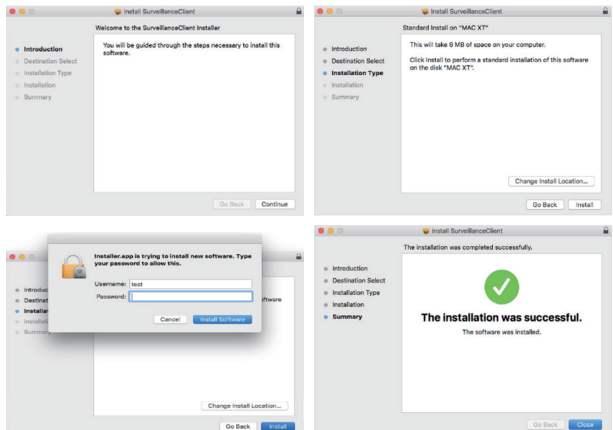 Install SurveillanceClient
Welcome to the SurveillanceClient Installer
Introduction
Destination Select
Installation Type
Installation
Summary
You will be guided through the steps necessary to install this
software.
Go Back
Continue
Install SurveillanceClient
Standard Install on "MAC XT"
Introduction
Destination Select
Installation Type
Installation
Summary
This will take 6 MB of space on your computer.
Click Install to perform a standard installation of this software
on the disk "MAC XT".
Change Install Location...
Go Back
Install
Installer.app is trying to install new software. Type
your password to allow this.
Username: test
Password:
Cancel
Install Software
Introduc
Destinat
Installa
Installati
Summary
ftware
Change Install Location...
Go Back
Install
Install SurveillanceClient
The installation was completed successfully.
Introduction
Destination Select
Installation Type
Installation
Summary
The installation was successful.
The software was installed.
Go Back
Close